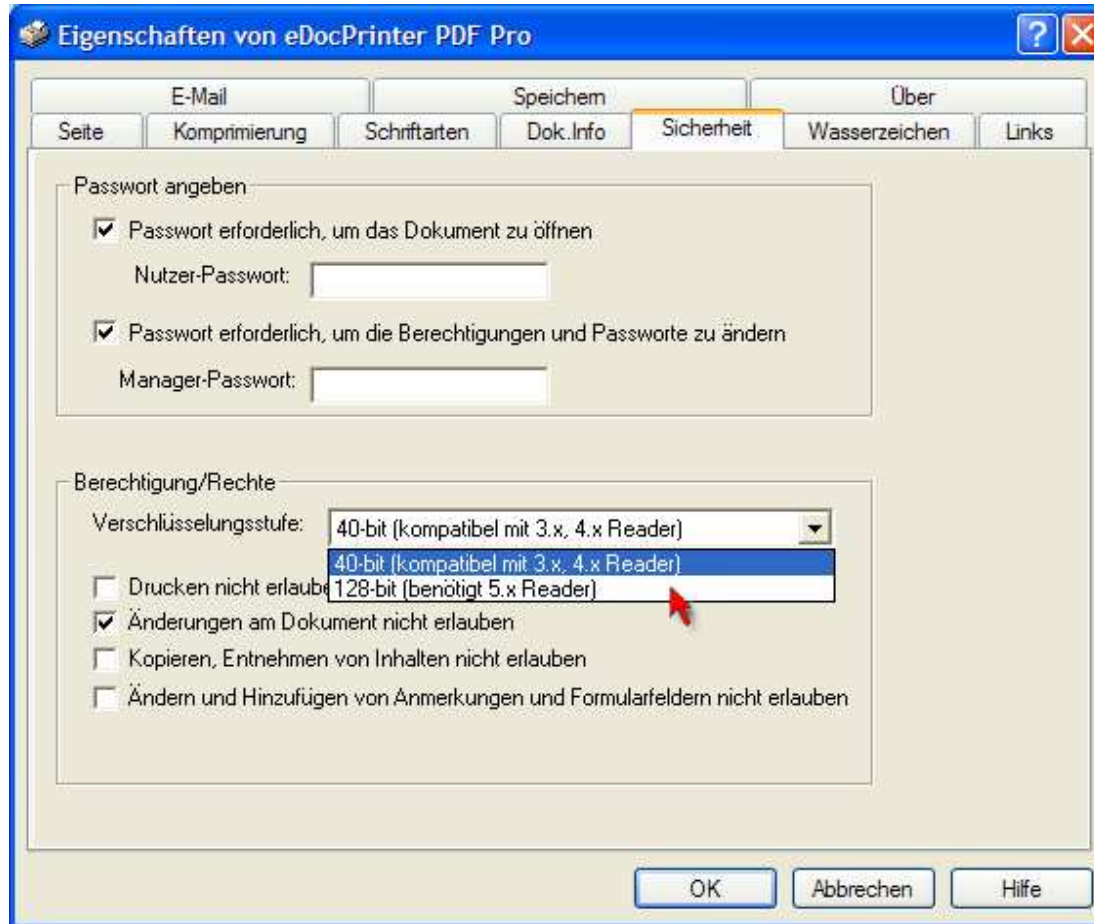 Eigenschaften von eDocPrinter PDF Pro
E-Mail Speichern Über
Seite Komprimierung Schriftarten Dok.Info Sicherheit Wasserzeichen Links
Passwort angeben
Passwort erforderlich, um das Dokument zu öffnen
Nutzer-Passwort:
Passwort erforderlich, um die Berechtigungen und Passworte zu ändern
Manager-Passwort:
Berechtigung/Rechte
Verschlüsselungsstufe: 40-bit (kompatibel mit 3.x, 4.x Reader)
40-bit (kompatibel mit 3.x, 4.x Reader)
128-bit (benötigt 5.x Reader)
Drucken nicht erlaube
Änderungen am Dokument nicht erlauben
Kopieren, Entnehmen von Inhalten nicht erlauben
Ändern und Hinzufügen von Anmerkungen und Formularfeldern nicht erlauben
OK Abbrechen Hilfe